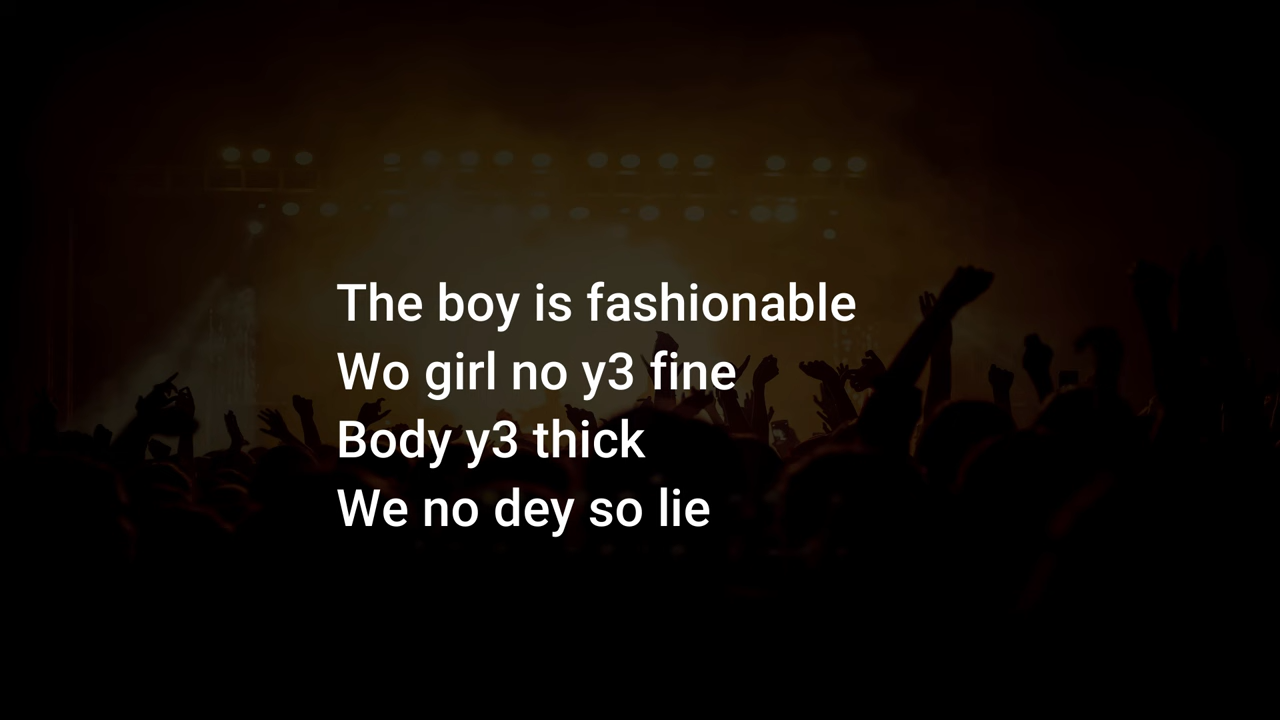 The boy is fashionable
Wo girl no y3 fine
Body y3 thick
We no dey so lie